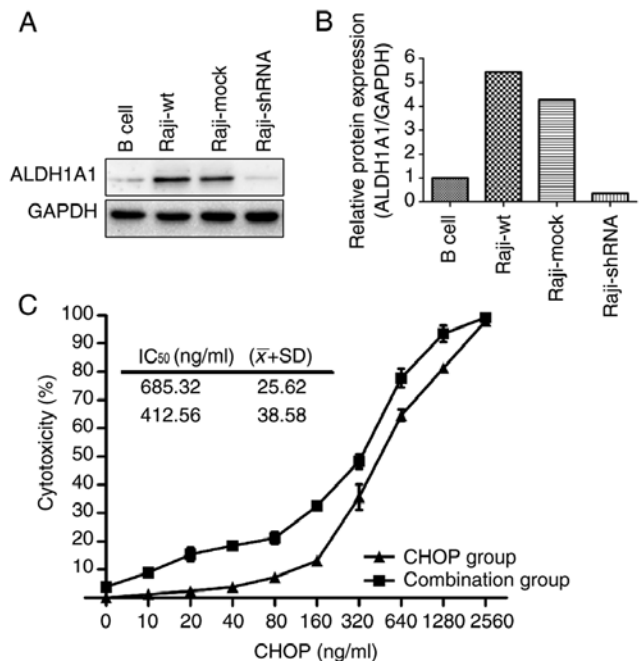 A
B cell
Raji-wt
Raji-mock
Raji-shRNA
ALDH1A1
GAPDH
B
Relative protein expression
(ALDH1A1/GAPDH)
6
5
4
3
2
1
0
B cell
Raji-wt
Raji-mock
Raji-shRNA
C
Cytotoxicity (%)
100
90
80
70
60
50
40
30
20
10
IC50 (ng/ml) (x̅+SD)
685.32 25.62
412.56 38.58
CHOP group
Combination group
0 10 20 40 80 160 320 640 1280 2560
CHOP (ng/ml)